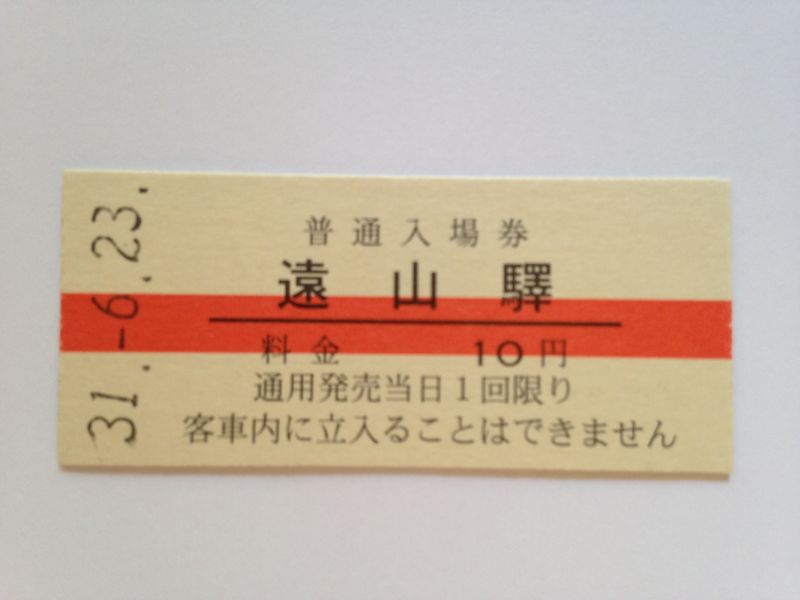 31.-6.23.
普通入場券
遠山驛
料金 10円
通用発売当日1回限り
客車内に立入ることはできません